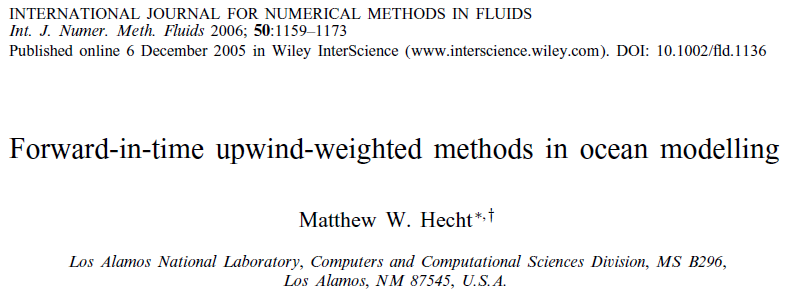 INTERNATIONAL JOURNAL FOR NUMERICAL METHODS IN FLUIDS
Int. J. Numer. Meth. Fluids 2006; 50:1159–1173
Published online 6 December 2005 in Wiley InterScience (www.interscience.wiley.com). DOI: 10.1002/fld.1136
Forward-in-time upwind-weighted methods in ocean modelling
Matthew W. Hecht*,†
Los Alamos National Laboratory, Computers and Computational Sciences Division, MS B296,
Los Alamos, NM 87545, U.S.A.